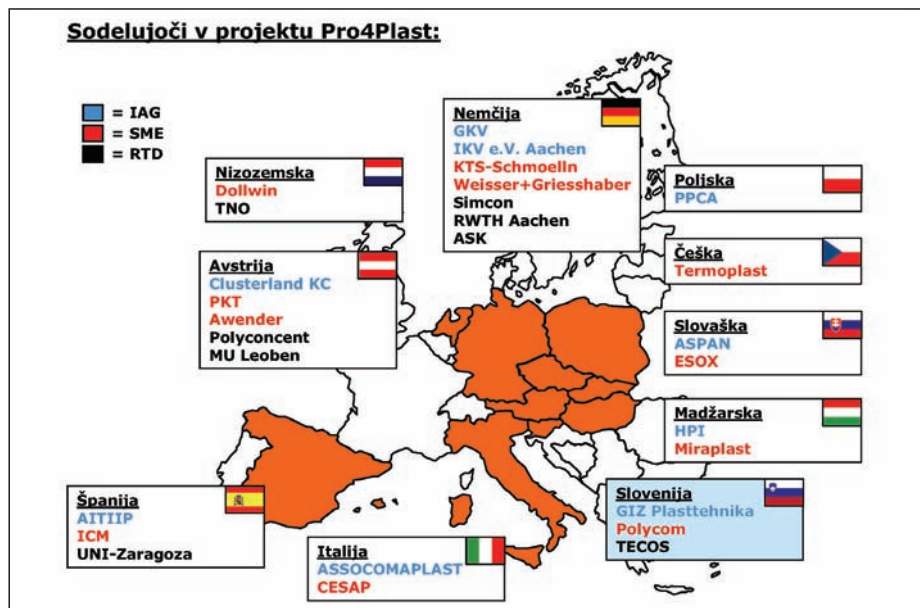 Sodelujoči v projektu Pro4Plast:
= IAG
= SME
= RTD
Nemčija
GKV
IKV e.V. Aachen
KTS-Schmoelln
Weisser+Griesshaber
Simcon
RWTH Aachen
ASK
Nizozemska
Dollwin
TNO
Poljska
PPCA
Avstrija
Clusterland KC
PKT
Awender
Polyconcent
MU Leoben
Češka
Termoplast
Slovaška
ASPAN
ESOX
Madžarska
HPI
Miraplast
Španija
AITIIP
ICM
UNI-Zaragoza
Italija
ASSOCOMAPLAST
CESAP
Slovenija
GIZ Plasttehnika
Polycom
TECOS